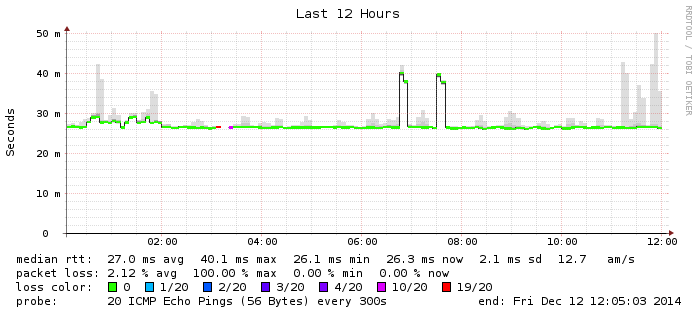 Last 12 Hours
RRDTOOL / TOBI OETIKER
Seconds
50 m
40 m
30 m
20 m
10 m
0
02:00 04:00 06:00 08:00 10:00 12:00
median rtt: 27.0 ms avg 40.1 ms max 26.1 ms min 26.3 ms now 2.1 ms sd 12.7 am/s
packet loss: 2.12 % avg 100.00 % max 0.00 % min 0.00 % now
loss color: 0 1/20 2/20 3/20 4/20 10/20 19/20
probe: 20 ICMP Echo Pings (56 Bytes) every 300s end: Fri Dec 12 12:05:03 2014